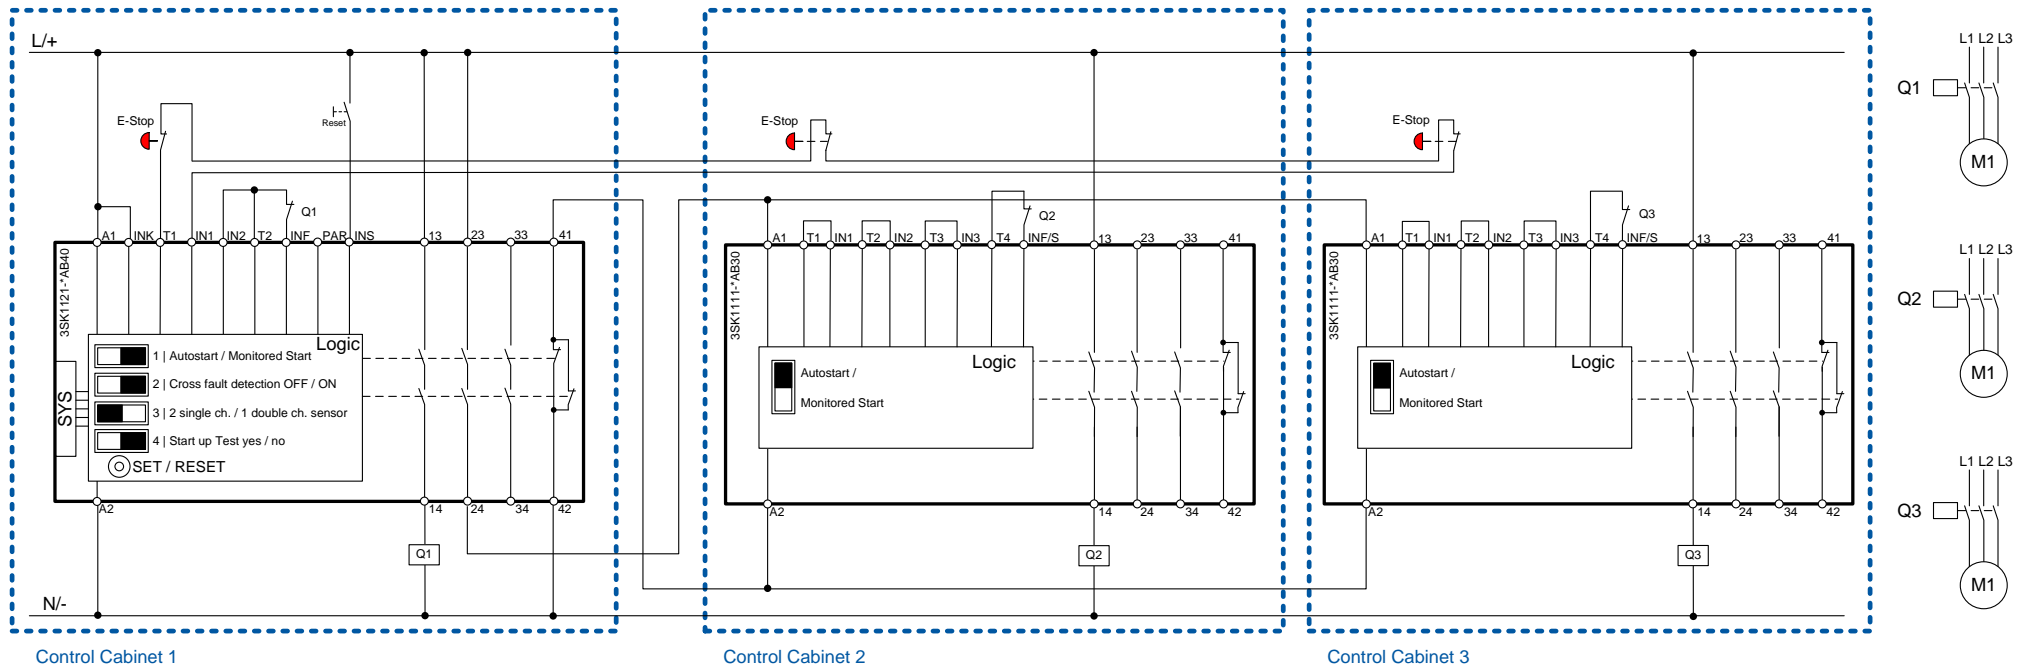 L/+
E-Stop
Reset
E-Stop
E-Stop
Q1
Q2
Q3
A1 INK T1 IN1 IN2 T2 INF PAR INS 13 23 33 41
A1 T1 IN1 T2 IN2 T3 IN3 T4 INF/S 13 23 33 41
A1 T1 IN1 T2 IN2 T3 IN3 T4 INF/S 13 23 33 41
3SK1121-*AB40
Logic
1 | Autostart / Monitored Start
2 | Cross fault detection OFF / ON
3 | 2 single ch. / 1 double ch. sensor
4 | Start up Test yes / no
SET / RESET
SYS
A2 14 24 34 42
Q1
3SK1111-*AB30
Logic
Autostart /
Monitored Start
A2 14 24 34 42
Q2
3SK1111-*AB30
Logic
Autostart /
Monitored Start
A2 14 24 34 42
Q3
N/-
L1 L2 L3
Q1
M1
L1 L2 L3
Q2
M1
L1 L2 L3
Q3
M1
Control Cabinet 1
Control Cabinet 2
Control Cabinet 3